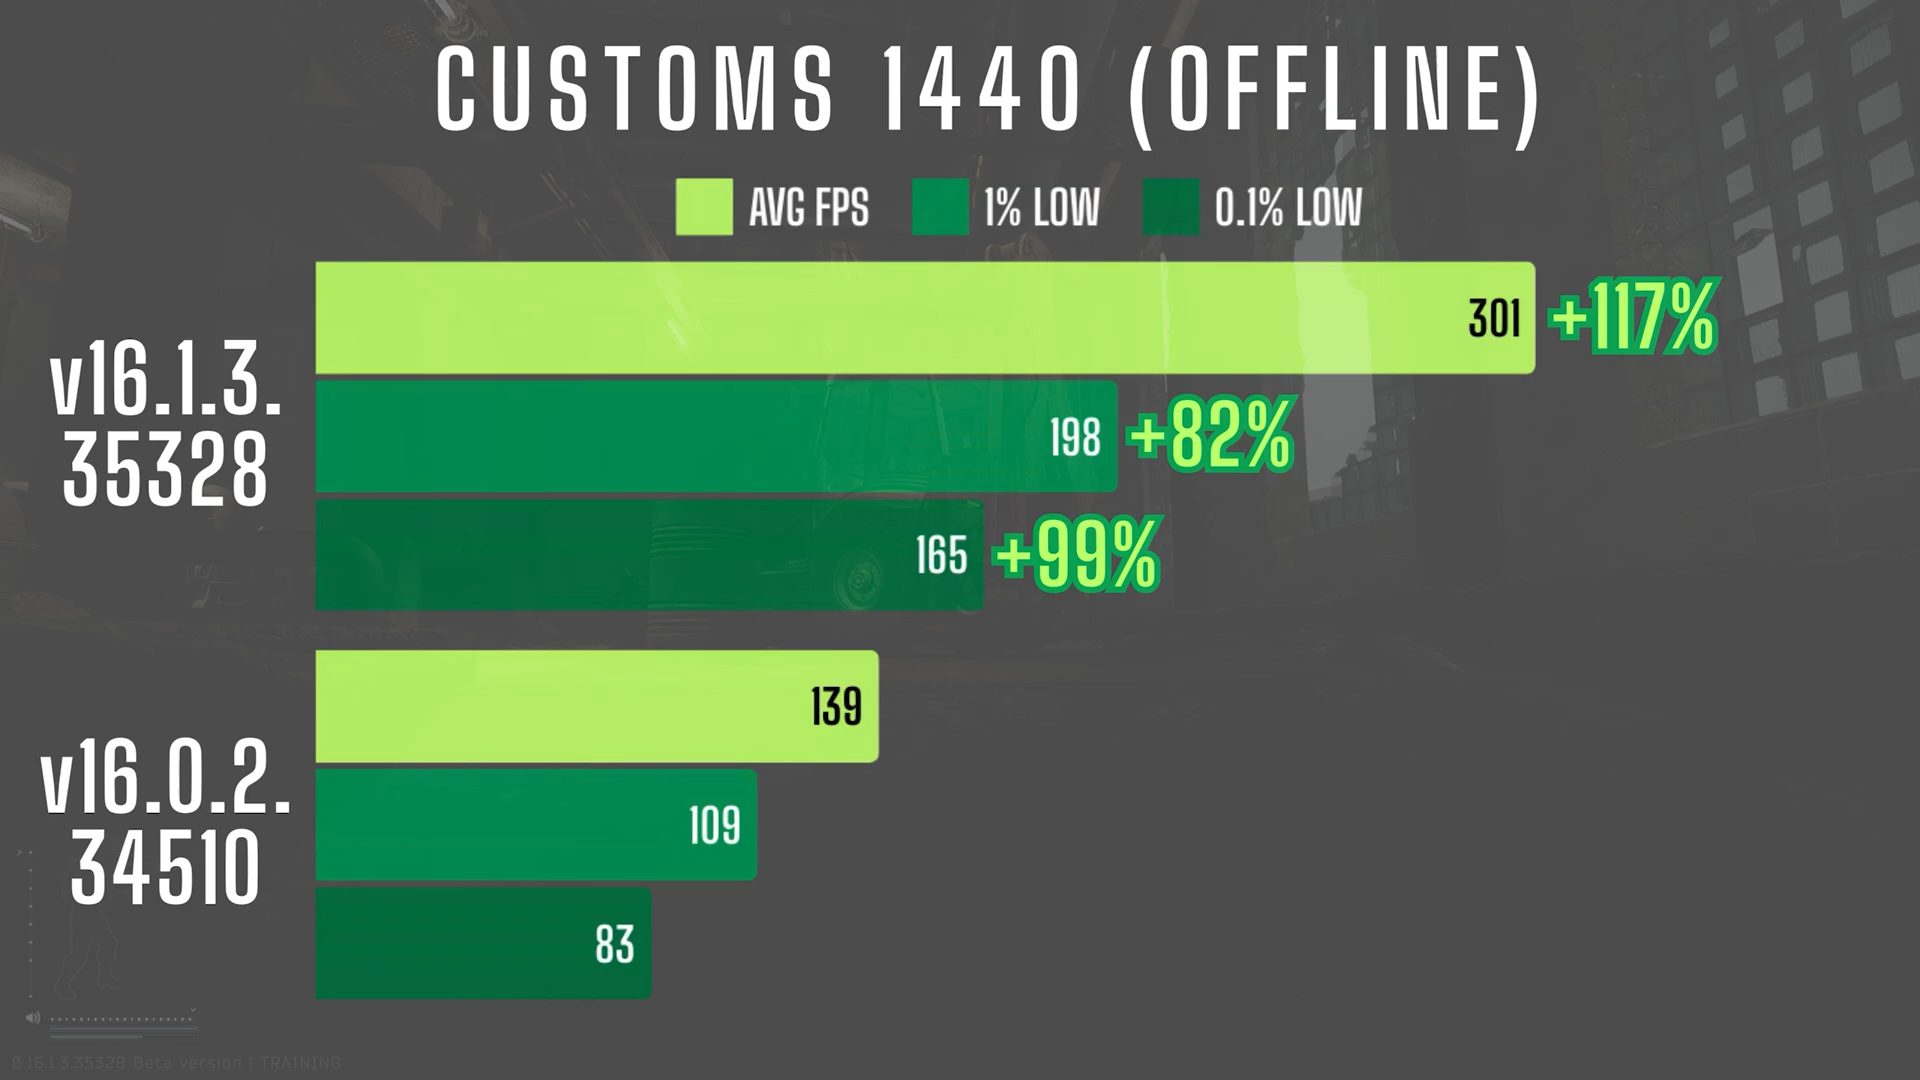 CUSTOMS 1440 (OFFLINE)
AVG FPS 1% LOW 0.1% LOW
v16.1.3.
35328
301 +117%
198 +82%
165 +99%
v16.0.2.
34510
139
109
83
0.16.1.3.35328 Beta version | TRAINING